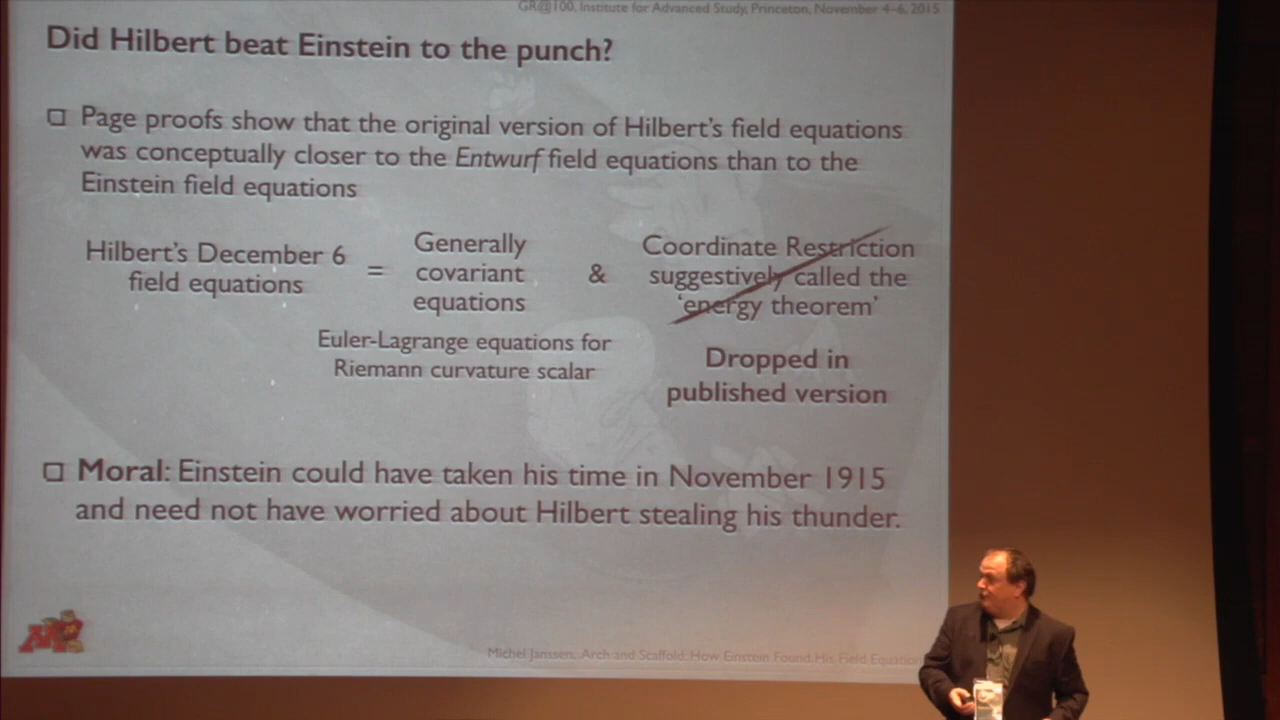 GR@100, Institute for Advanced Study, Princeton, November 4-6, 2015
Did Hilbert beat Einstein to the punch?
Page proofs show that the original version of Hilbert's field equations
was conceptually closer to the Entwurf field equations than to the
Einstein field equations
Hilbert's December 6
field equations
=
Generally
covariant
equations
&
Coordinate Restriction
suggestively called the
'energy theorem'
Euler-Lagrange equations for
Riemann curvature scalar
Dropped in
published version
Moral: Einstein could have taken his time in November 1915
and need not have worried about Hilbert stealing his thunder.
M
Michel Janssen, Arch and Scaffold: How Einstein Found His Field